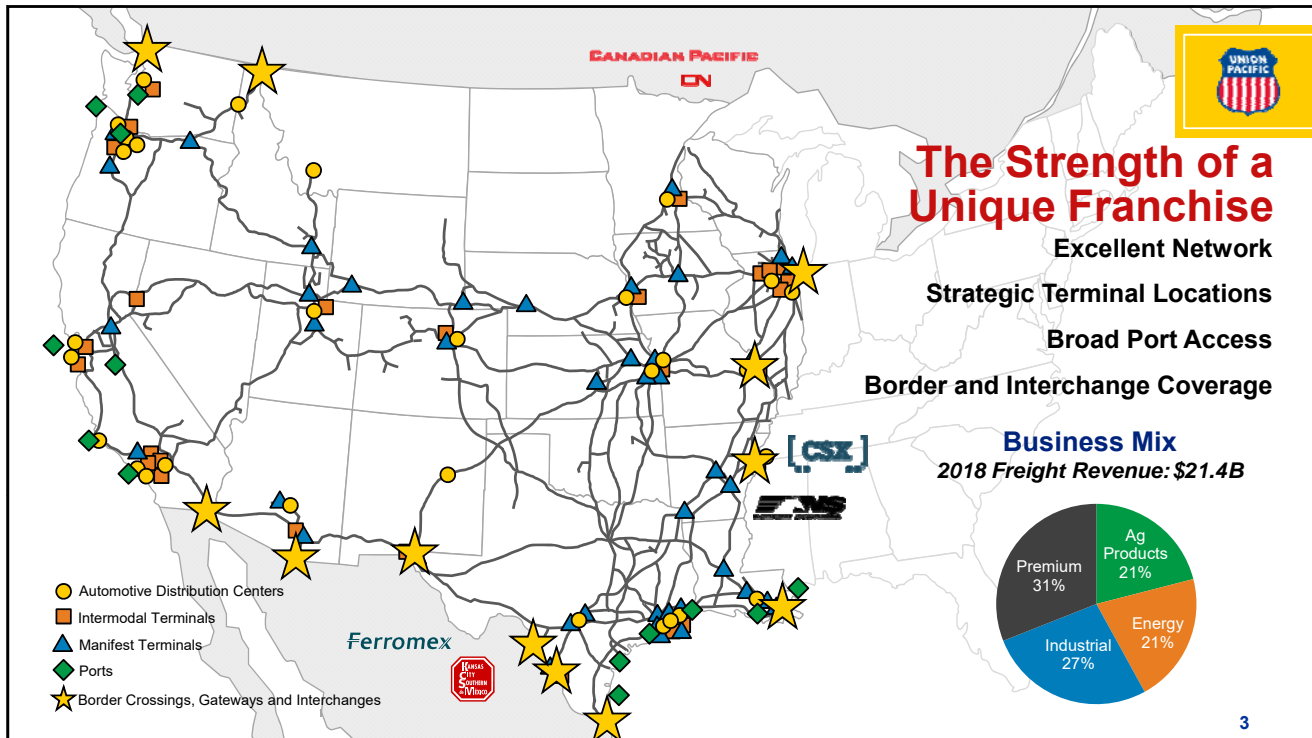 CANADIAN PACIFIC
CN
UNION
PACIFIC
The Strength of a
Unique Franchise
Excellent Network
Strategic Terminal Locations
Broad Port Access
Border and Interchange Coverage
Business Mix
2018 Freight Revenue: $21.4B
[CSX]
NS
Premium
31%
Ag
Products
21%
Energy
21%
Industrial
27%
Automotive Distribution Centers
Intermodal Terminals
Manifest Terminals
Ports
Border Crossings, Gateways and Interchanges
Ferromex
KANSAS
CITY
SOUTHERN
de MEXICO
3